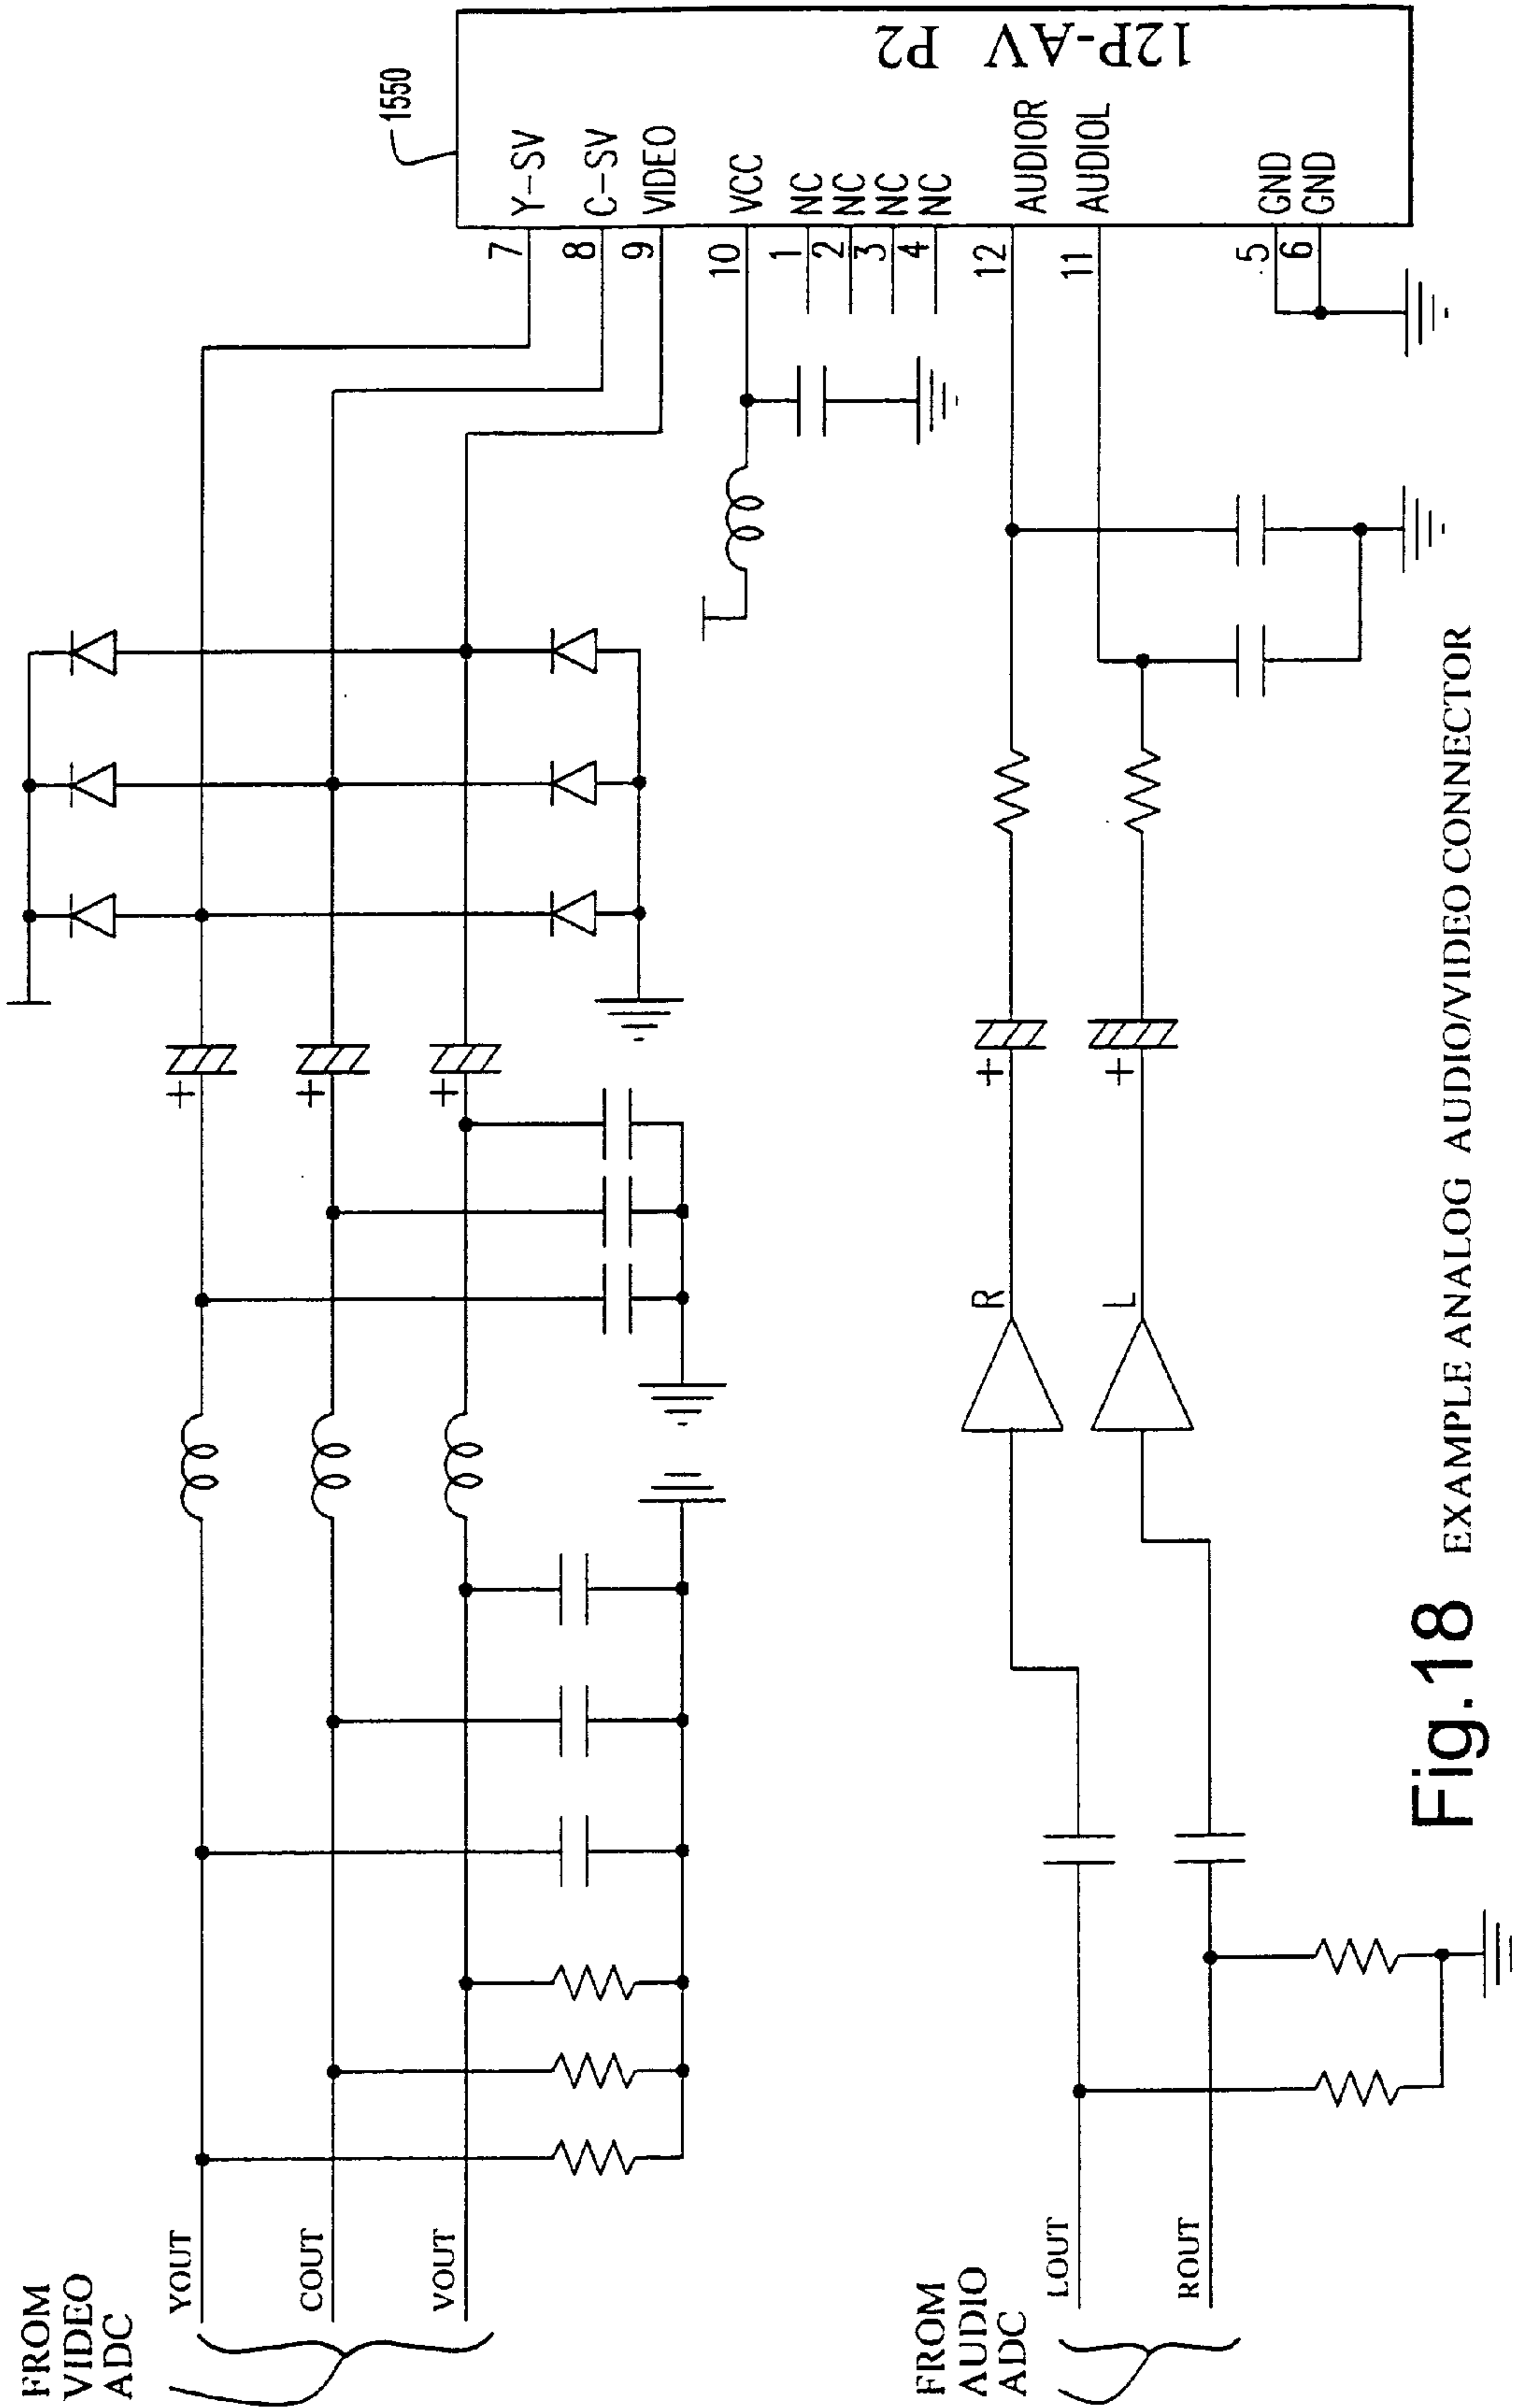 FROM
VIDEO
ADC
YOUT
COUT
VOUT
+
+
+
1550
12P-AV P2
7 Y-SV
8 C-SV
9 VIDEO
10 VCC
1 NC
2 NC
3 NC
4 NC
12 AUDIOR
11 AUDIOL
5 GND
6 GND
FROM
AUDIO
ADC
LOUT
ROUT
R
L
+
+
Fig.18 EXAMPLE ANALOG AUDIO/VIDEO CONNECTOR